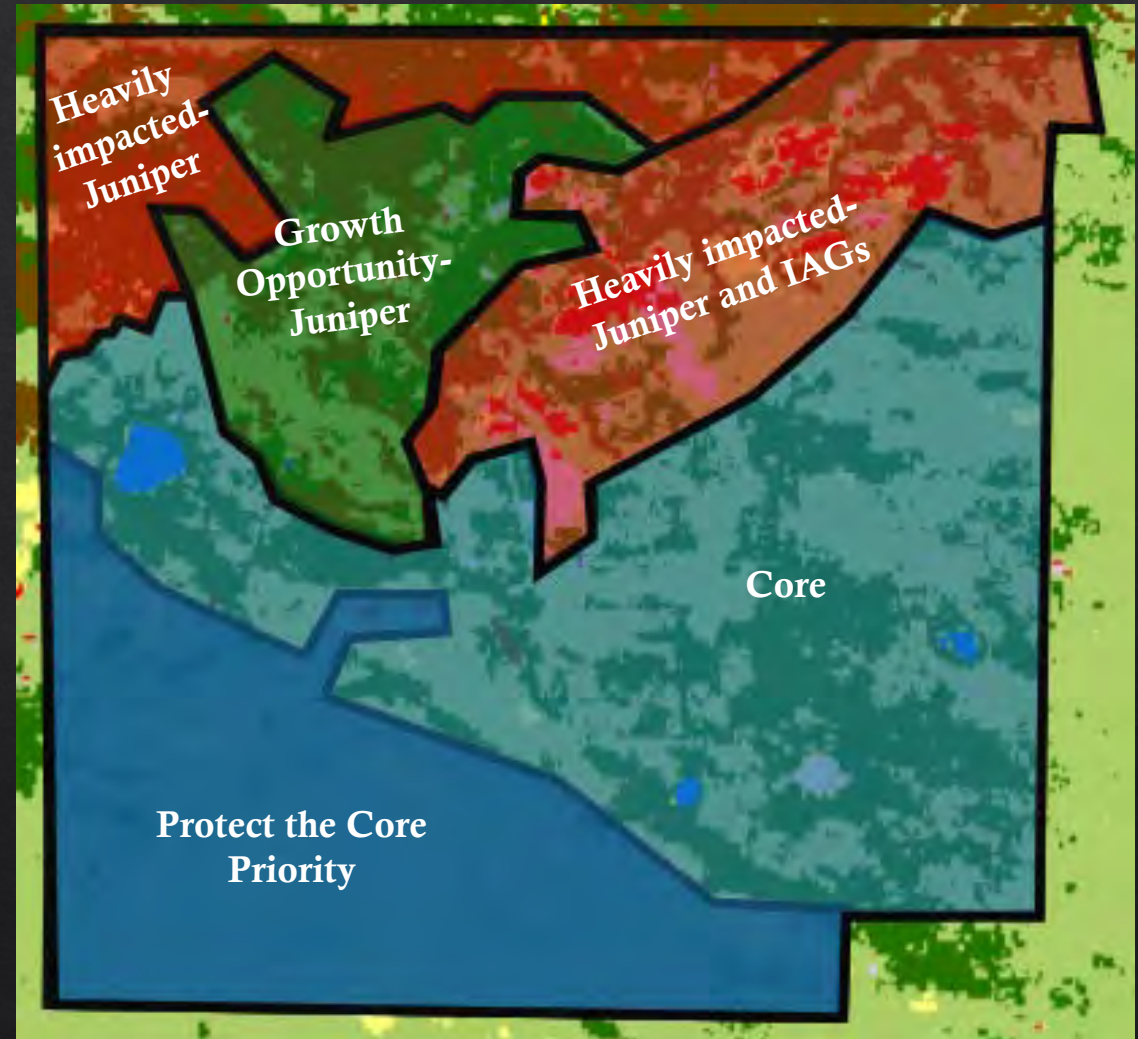 Heavily
impacted-
Juniper
Growth
Opportunity-
Juniper
Heavily impacted-
Juniper and IAGs
Core
Protect the Core
Priority